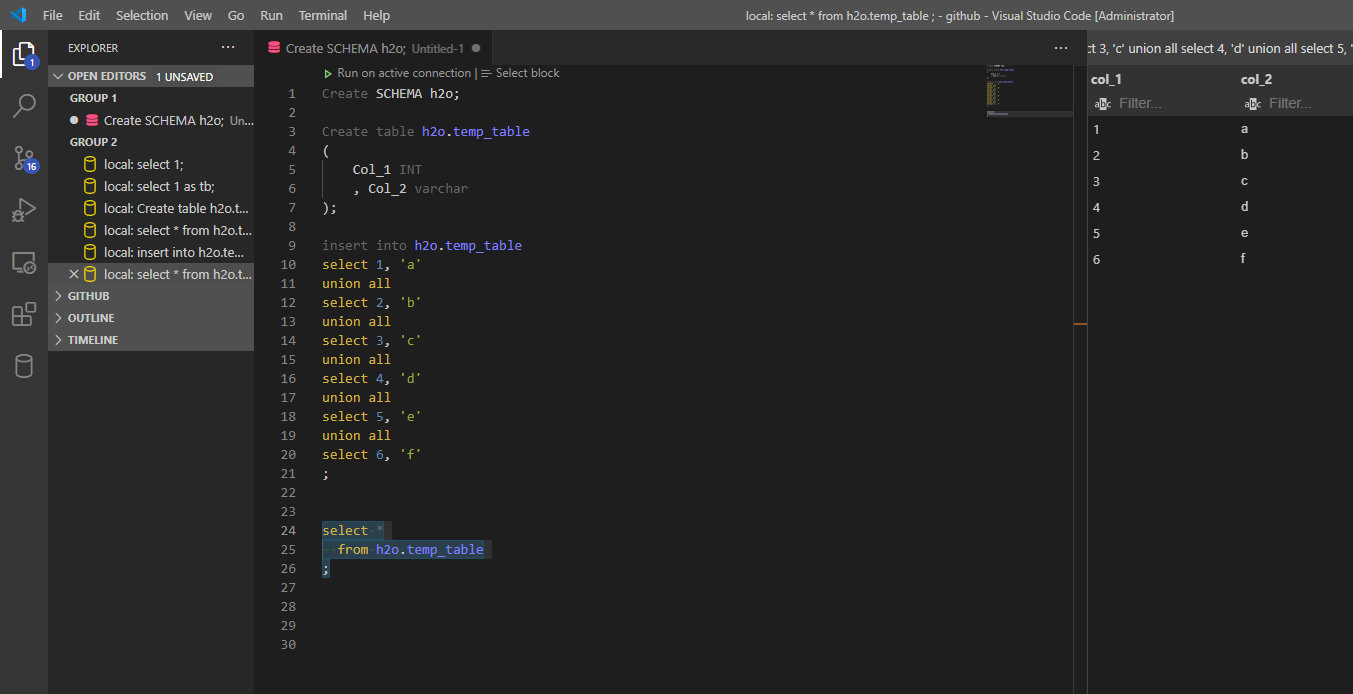 File Edit Selection View Go Run Terminal Help
local: select * from h2o.temp_table ; - github - Visual Studio Code [Administrator]
1
16
EXPLORER ...
OPEN EDITORS 1 UNSAVED
GROUP 1
Create SCHEMA h2o; Un...
GROUP 2
local: select 1;
local: select 1 as tb;
local: Create table h2o.t...
local: select * from h2o.t...
local: insert into h2o.te...
local: select * from h2o.t...
GITHUB
OUTLINE
TIMELINE
Create SCHEMA h2o; Untitled-1
...
Run on active connection | Select block
1 Create SCHEMA h2o;
2
3 Create table h2o.temp_table
4 (
5 Col_1 INT
6 , Col_2 varchar
7 );
8
9 insert into h2o.temp_table
10 select 1, 'a'
11 union all
12 select 2, 'b'
13 union all
14 select 3, 'c'
15 union all
16 select 4, 'd'
17 union all
18 select 5, 'e'
19 union all
20 select 6, 'f'
21 ;
22
23
24 select *
25 from h2o.temp_table
26 ;
27
28
29
30
ct 3, 'c' union all select 4, 'd' union all select 5, '
col_1 col_2
abc Filter... abc Filter...
1 a
2 b
3 c
4 d
5 e
6 f